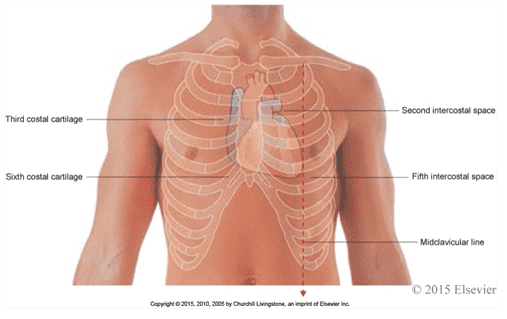 Third costal cartilage
Second intercostal space
Sixth costal cartilage
Fifth intercostal space
Midclavicular line
© 2015 Elsevier
Copyright © 2015, 2010, 2005 by Churchill Livingstone, an imprint of Elsevier Inc.